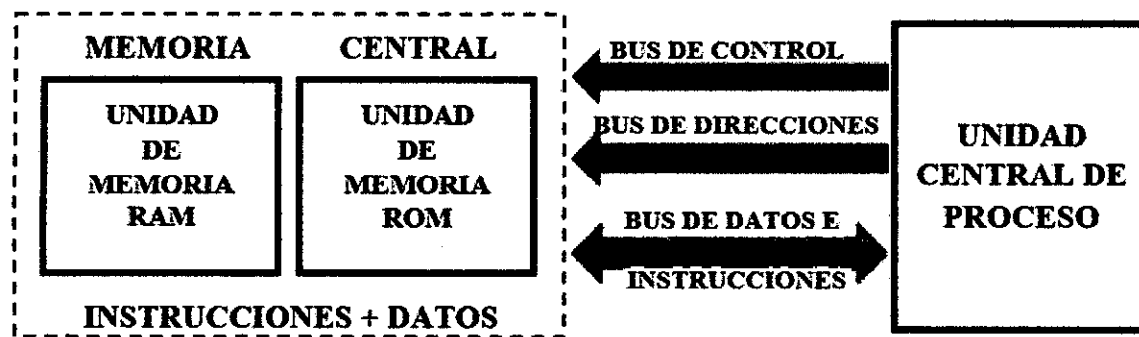 MEMORIA CENTRAL
UNIDAD
DE
MEMORIA
RAM
UNIDAD
DE
MEMORIA
ROM
INSTRUCCIONES + DATOS
BUS DE CONTROL
BUS DE DIRECCIONES
BUS DE DATOS E
INSTRUCCIONES
UNIDAD
CENTRAL DE
PROCESO